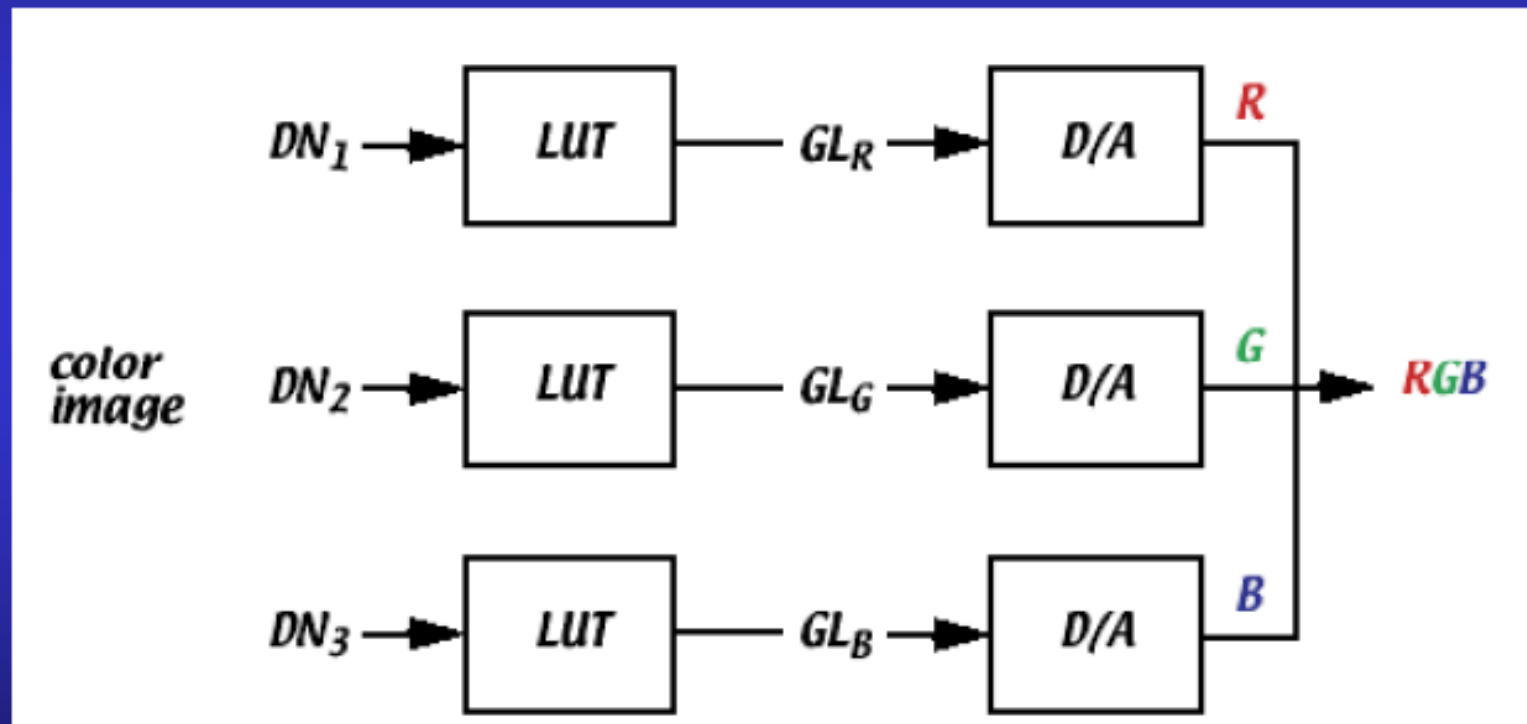 DN1 LUT GLR D/A R
color image DN2 LUT GLG D/A G RGB
DN3 LUT GLB D/A B